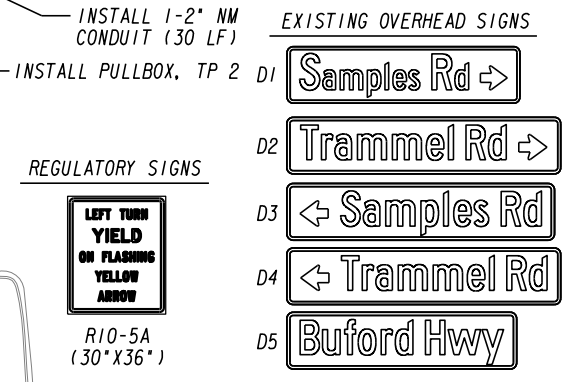 INSTALL 1-2" NM
CONDUIT (30 LF)
INSTALL PULLBOX, TP 2
REGULATORY SIGNS
LEFT TURN
YIELD
ON FLASHING
YELLOW
ARROW
R10-5A
(30"X36")
EXISTING OVERHEAD SIGNS
D1 Samples Rd →
D2 Trammel Rd →
D3 ← Samples Rd
D4 ← Trammel Rd
D5 Buford Hwy